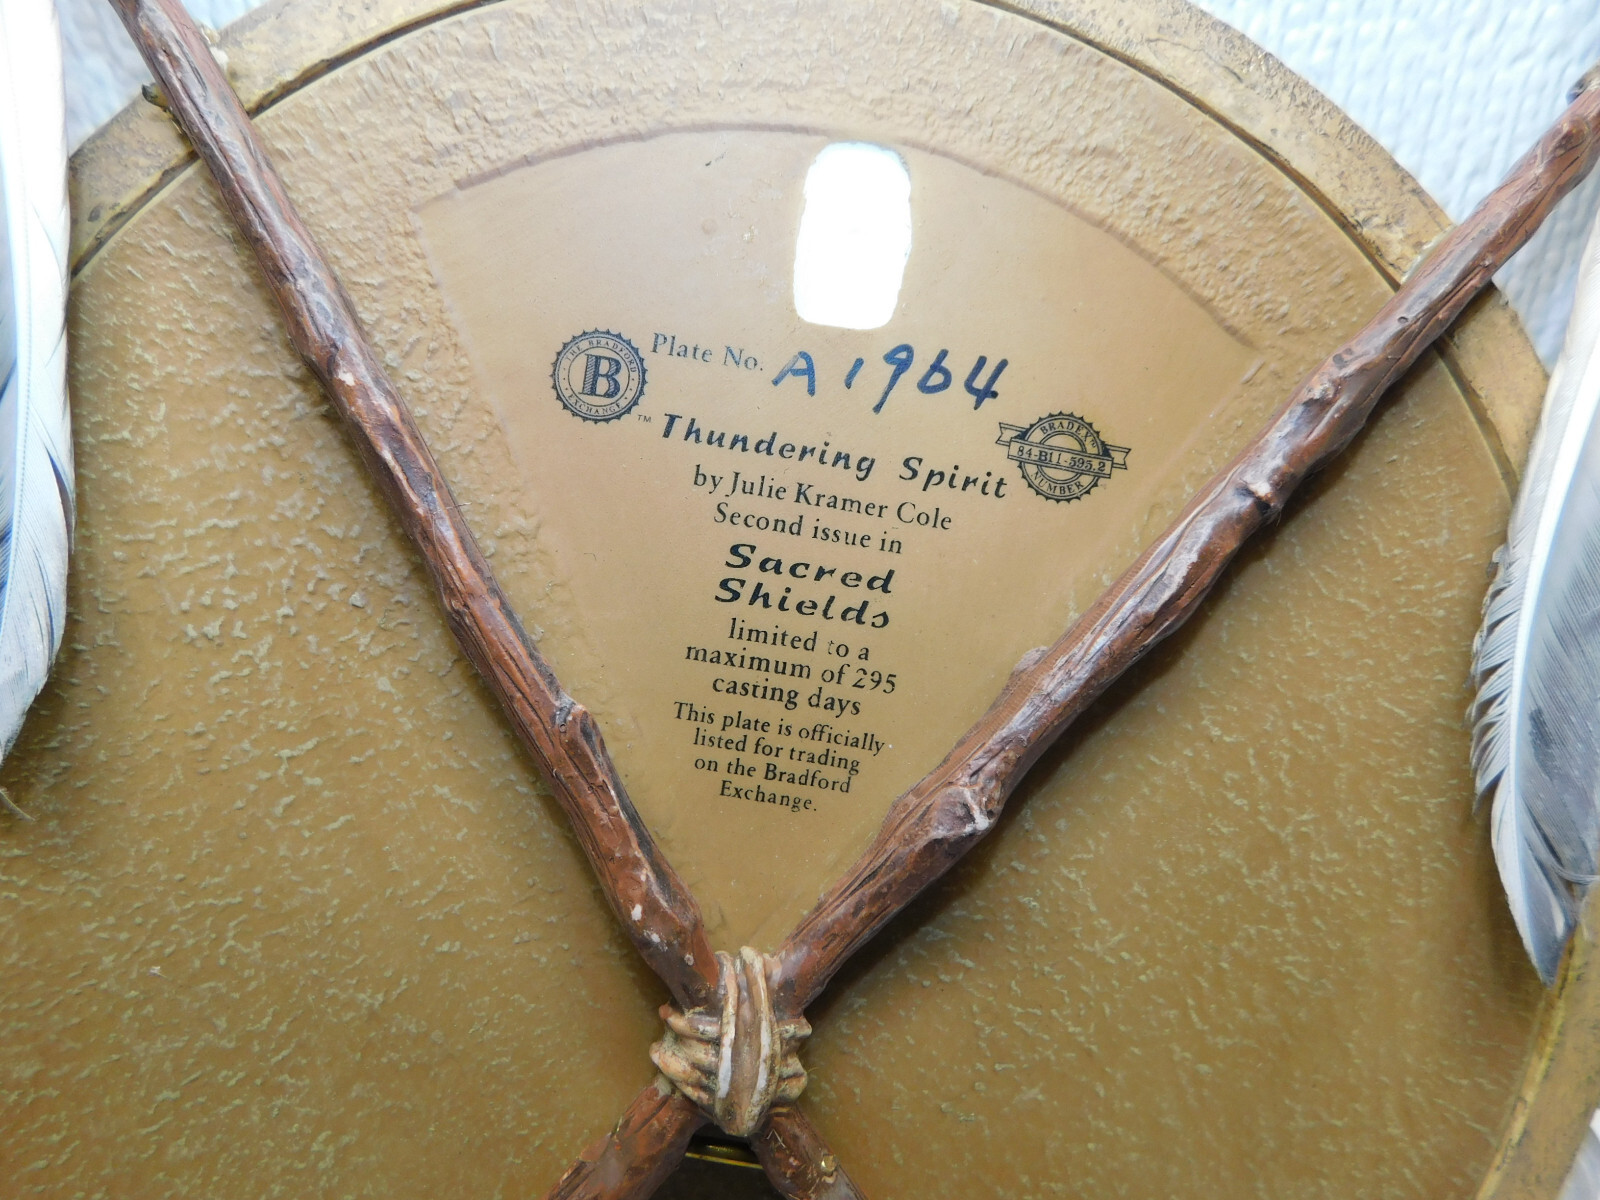 THE BRADFORD EXCHANGE
B
TM
Plate No. A 1964
Thundering Spirit
BRADEX®
84-B11-595.2
NUMBER
by Julie Kramer Cole
Second issue in
Sacred
Shields
limited to a
maximum of 295
casting days
This plate is officially
listed for trading
on the Bradford
Exchange.